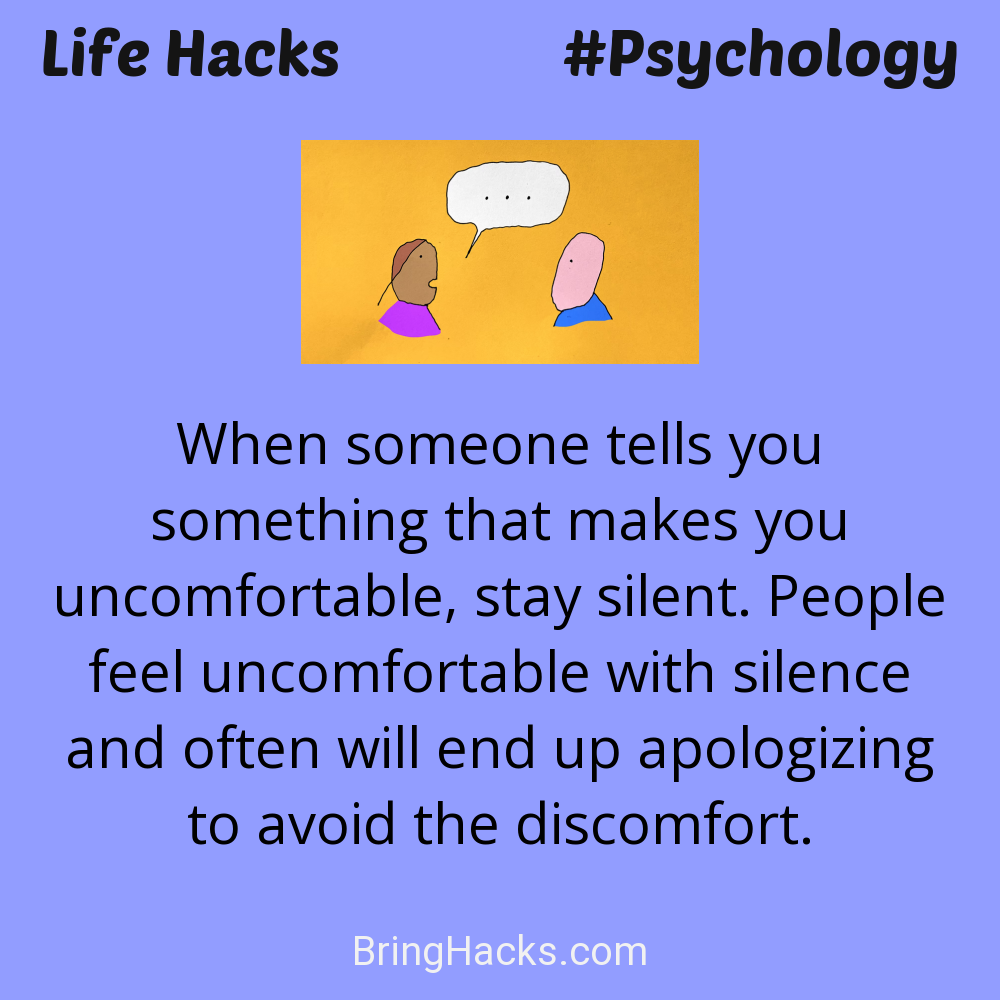 Life Hacks #Psychology
...
When someone tells you
something that makes you
uncomfortable, stay silent. People
feel uncomfortable with silence
and often will end up apologizing
to avoid the discomfort.
BringHacks.com